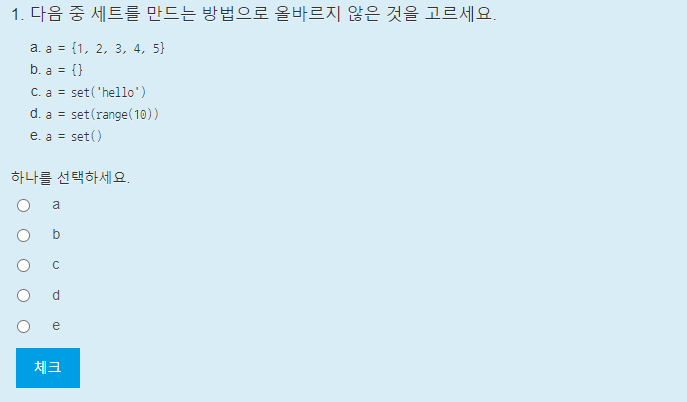 1. 다음 중 세트를 만드는 방법으로 올바르지 않은 것을 고르세요.
a. a = {1, 2, 3, 4, 5}
b. a = {}
c. a = set('hello')
d. a = set(range(10))
e. a = set()
하나를 선택하세요.
a
b
c
d
e
체크